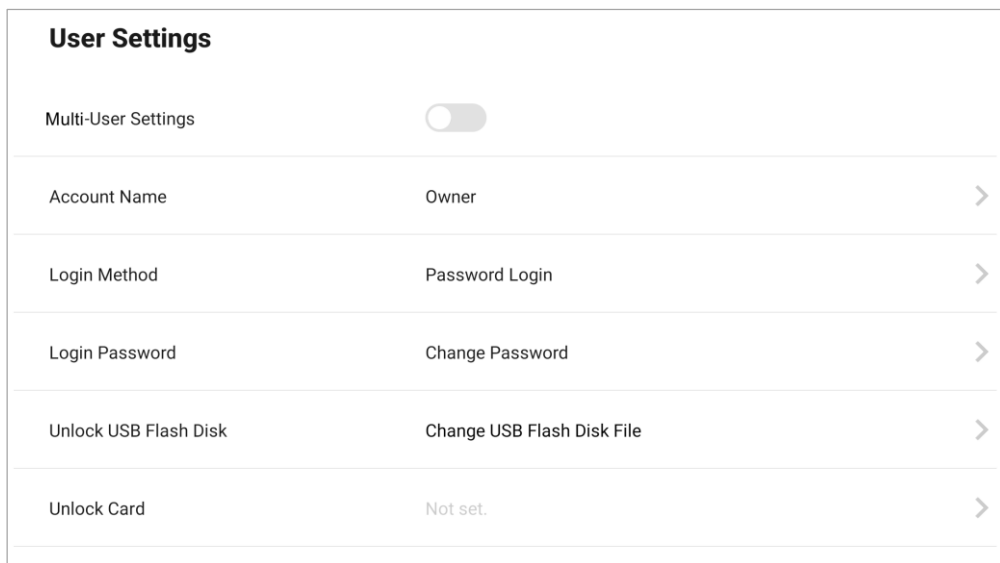 User Settings
Multi-User Settings
Account Name Owner
Login Method Password Login
Login Password Change Password
Unlock USB Flash Disk Change USB Flash Disk File
Unlock Card Not set.